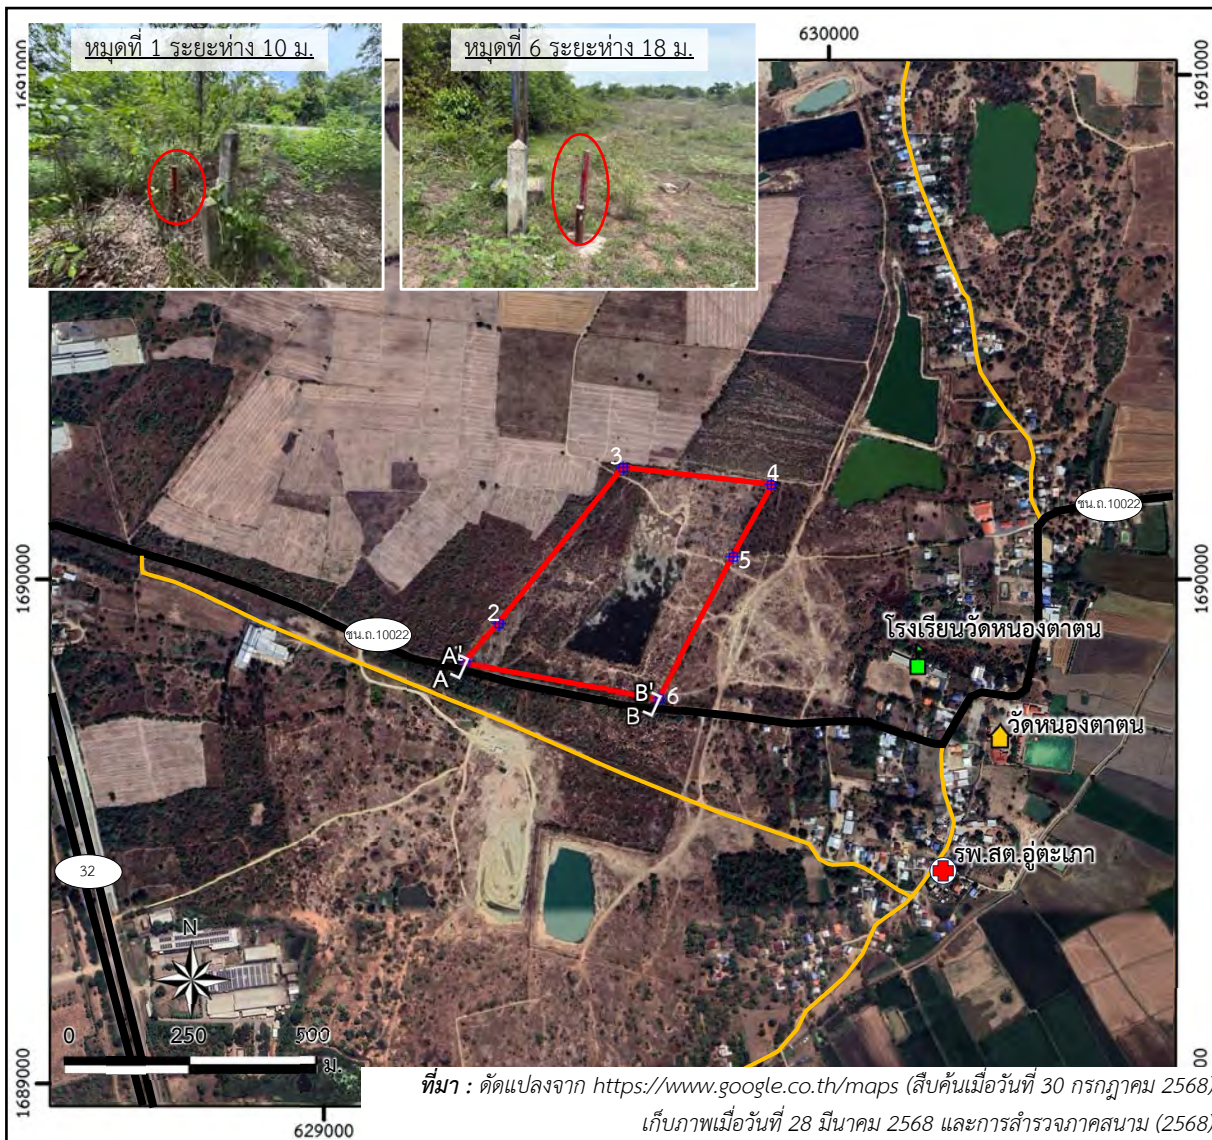 หมุดที่ 1 ระยะห่าง 10 ม.
หมุดที่ 6 ระยะห่าง 18 ม.
630000
1691000
1691000
3
4
5
2
A'
A
B'
B
6
ชน.ถ.10022
ชน.ถ.10022
1690000
1690000
โรงเรียนวัดหนองตาตน
วัดหนองตาตน
รพ.สต.อู่ตะเภา
32
N
0 250 500
ม.
1689000
00
629000
ที่มา : ดัดแปลงจาก https://www.google.co.th/maps (สืบค้นเมื่อวันที่ 30 กรกฎาคม 2568)
เก็บภาพเมื่อวันที่ 28 มีนาคม 2568 และการสำรวจภาคสนาม (2568)